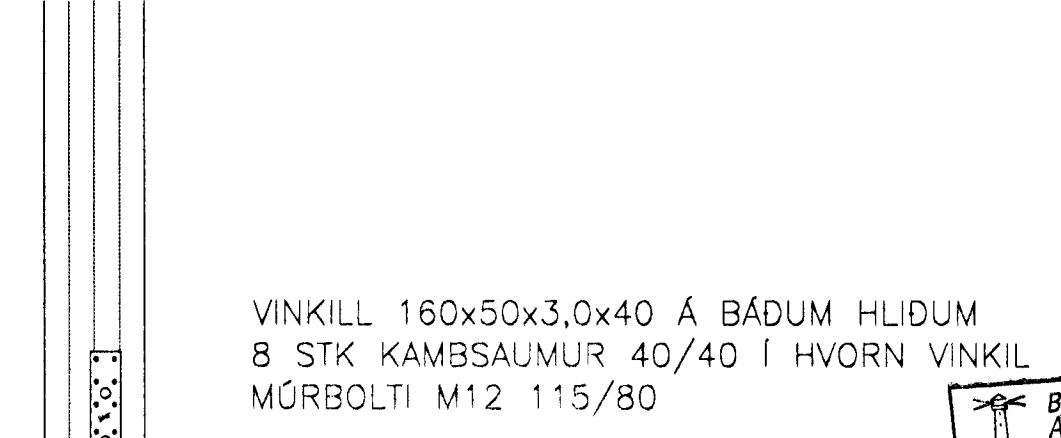 VINKILL 160x50x3,0x40 Á BÁÐUM HLIÐUM
8 STK KAMBSAUMUR 40/40 Í HVORN VINKIL
MÚRBOLTI M12 115/80